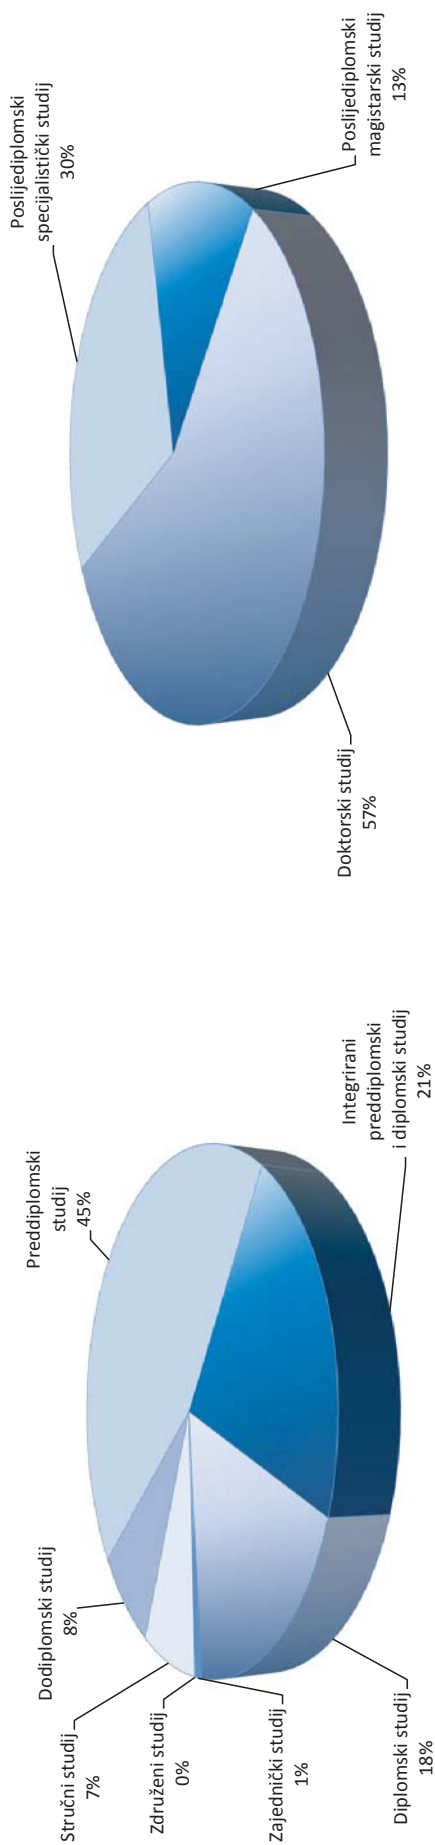 Preddiplomski
studij
45%
Integrirani
preddiplomski
i diplomski studij
21%
Diplomski studij
18%
Zajednički studij
1%
Združeni studij
0%
Stručni studij
7%
Dodiplomski studij
8%
Poslijediplomski
specijalistički studij
30%
Poslijediplomski
magistarski studij
13%
Doktorski studij
57%